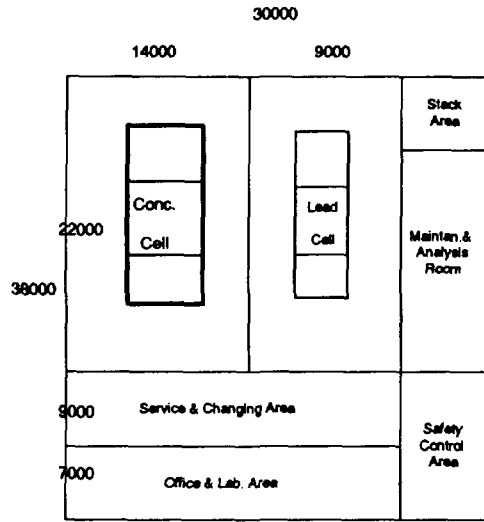 30000
14000
9000
Stack
Area
Conc.
Cell
Lead
Cell
22000
Maintan.&
Analysis
Room
38000
9000
Service & Changing Area
Safety
Control
Area
7000
Office & Lab. Area